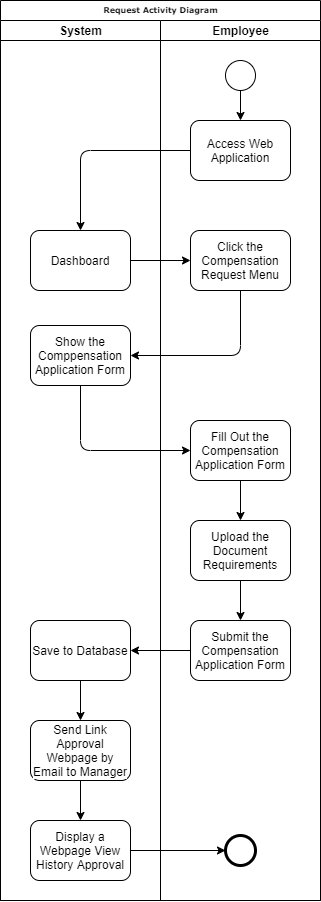 Request Activity Diagram
System
Employee
Access Web
Application
Dashboard
Click the
Compensation
Request Menu
Show the
Comppensation
Application Form
Fill Out the
Compensation
Application Form
Upload the
Document
Requirements
Save to Database
Submit the
Compensation
Application Form
Send Link
Approval
Webpage by
Email to Manager
Display a
Webpage View
History Approval